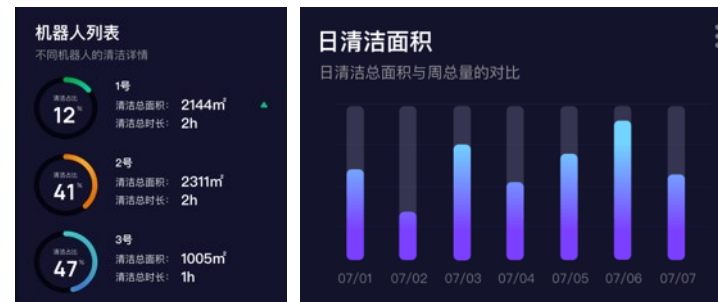 机器人列表
不同机器人的清洁详情
1号
清洁占比
12%
清洁总面积： 2144㎡
清洁总时长： 2h
2号
清洁占比
41%
清洁总面积： 2311㎡
清洁总时长： 2h
3号
清洁占比
47%
清洁总面积： 1005㎡
清洁总时长： 1h
日清洁面积
日清洁总面积与周总量的对比
07/01 07/02 07/03 07/04 07/05 07/06 07/07